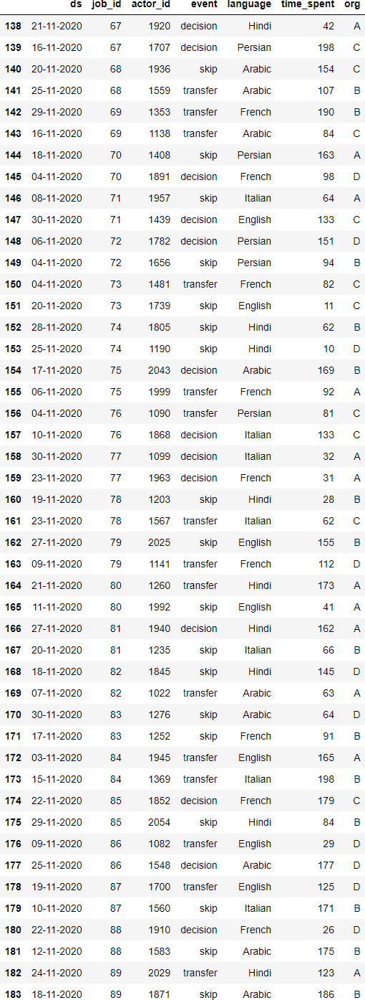 ds job_id actor_id event language time_spent org
138 21-11-2020 67 1920 decision Hindi 42 A
139 16-11-2020 67 1707 decision Persian 198 C
140 20-11-2020 68 1936 skip Arabic 154 C
141 25-11-2020 68 1559 transfer Arabic 107 B
142 29-11-2020 69 1353 transfer French 190 B
143 16-11-2020 69 1138 transfer Arabic 84 C
144 18-11-2020 70 1408 skip Persian 163 A
145 04-11-2020 70 1891 decision French 98 D
146 08-11-2020 71 1957 skip Italian 64 A
147 30-11-2020 71 1439 decision English 133 C
148 06-11-2020 72 1782 decision Persian 151 D
149 04-11-2020 72 1656 skip Persian 94 B
150 04-11-2020 73 1481 transfer French 82 C
151 20-11-2020 73 1739 skip English 11 C
152 28-11-2020 74 1805 skip Hindi 62 B
153 25-11-2020 74 1190 skip Hindi 10 D
154 17-11-2020 75 2043 decision Arabic 169 B
155 06-11-2020 75 1999 transfer French 92 A
156 04-11-2020 76 1090 transfer Persian 81 C
157 10-11-2020 76 1868 decision Italian 133 C
158 30-11-2020 77 1099 decision Italian 32 A
159 23-11-2020 77 1963 decision French 31 A
160 19-11-2020 78 1203 skip Hindi 28 B
161 23-11-2020 78 1567 transfer Italian 62 C
162 27-11-2020 79 2025 skip English 155 B
163 09-11-2020 79 1141 transfer French 112 D
164 21-11-2020 80 1260 transfer Hindi 173 A
165 11-11-2020 80 1992 skip English 41 A
166 27-11-2020 81 1940 decision Hindi 162 A
167 20-11-2020 81 1235 skip Italian 66 B
168 18-11-2020 82 1845 skip Hindi 145 D
169 07-11-2020 82 1022 transfer Arabic 63 A
170 30-11-2020 83 1276 skip Arabic 64 D
171 17-11-2020 83 1252 skip French 91 B
172 03-11-2020 84 1945 transfer English 165 A
173 15-11-2020 84 1369 transfer Italian 198 B
174 22-11-2020 85 1852 decision French 179 C
175 29-11-2020 85 2054 skip Hindi 84 B
176 09-11-2020 86 1082 transfer English 29 D
177 25-11-2020 86 1548 decision Arabic 177 D
178 19-11-2020 87 1700 transfer English 125 D
179 10-11-2020 87 1560 skip Italian 171 B
180 22-11-2020 88 1910 decision French 26 D
181 12-11-2020 88 1583 skip Arabic 175 B
182 24-11-2020 89 2029 transfer Hindi 123 A
183 18-11-2020 89 1871 skip Arabic 186 B